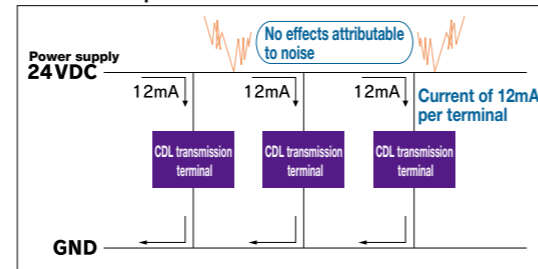 No effects attributable
to noise
Power supply
24VDC
12mA
12mA
12mA
Current of 12mA
per terminal
CDL transmission
terminal
CDL transmission
terminal
CDL transmission
terminal
GND